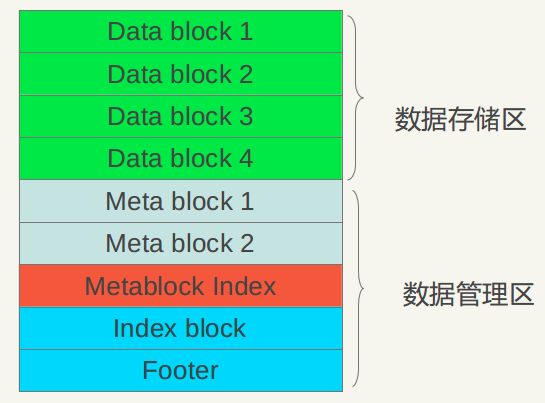 Data block 1
Data block 2
Data block 3
Data block 4
数据存储区
Meta block 1
Meta block 2
Metablock Index
Index block
Footer
数据管理区